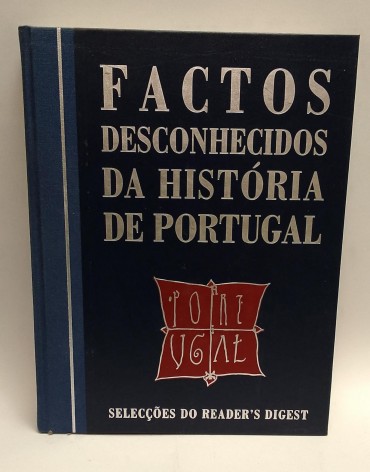 FACTOS
DESCONHECIDOS
DA HISTÓRIA
DE PORTUGAL
PORT
UGAL
SELECÇÕES DO READER'S DIGEST